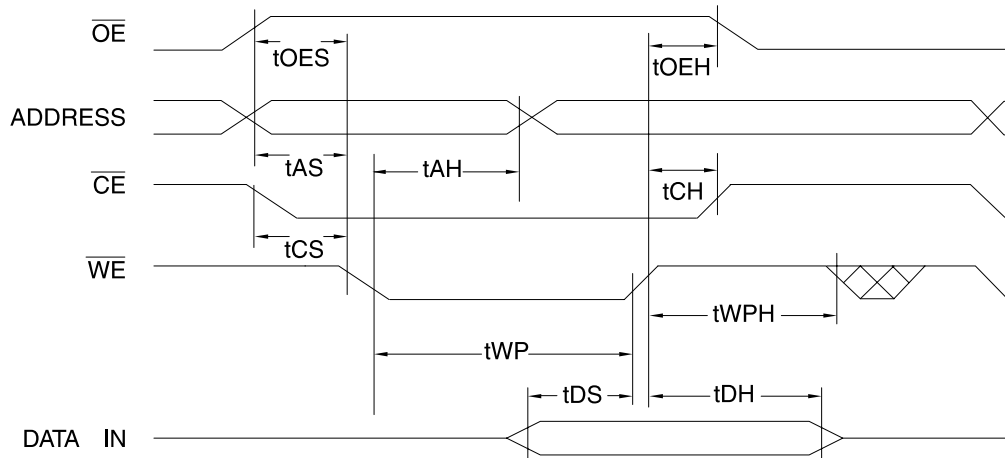 OE
tOES
tOEH
ADDRESS
tAS
tAH
CE
tCH
tCS
WE
tWPH
tWP
tDS
tDH
DATA IN